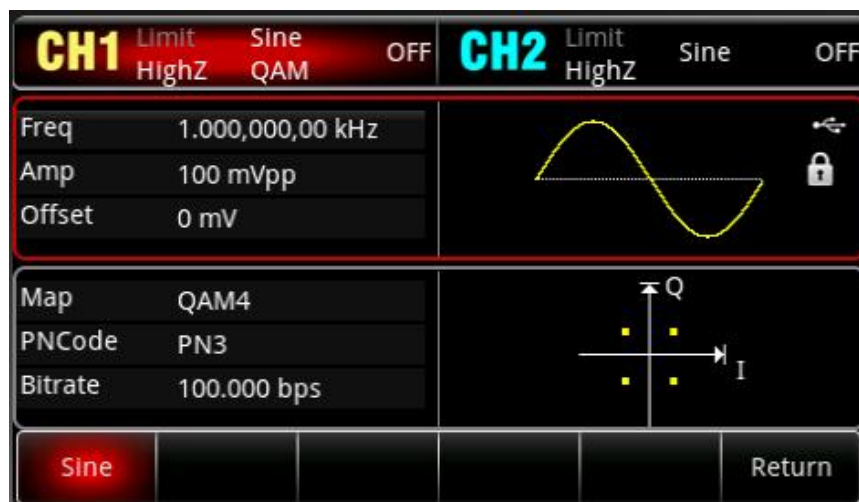 CH1 Limit Sine OFF CH2 Limit Sine OFF
HighZ QAM HighZ
Freq 1.000,000,00 kHz
Amp 100 mVpp
Offset 0 mV
Map QAM4 Q
PNCode PN3
I
Bitrate 100.000 bps
Sine Return